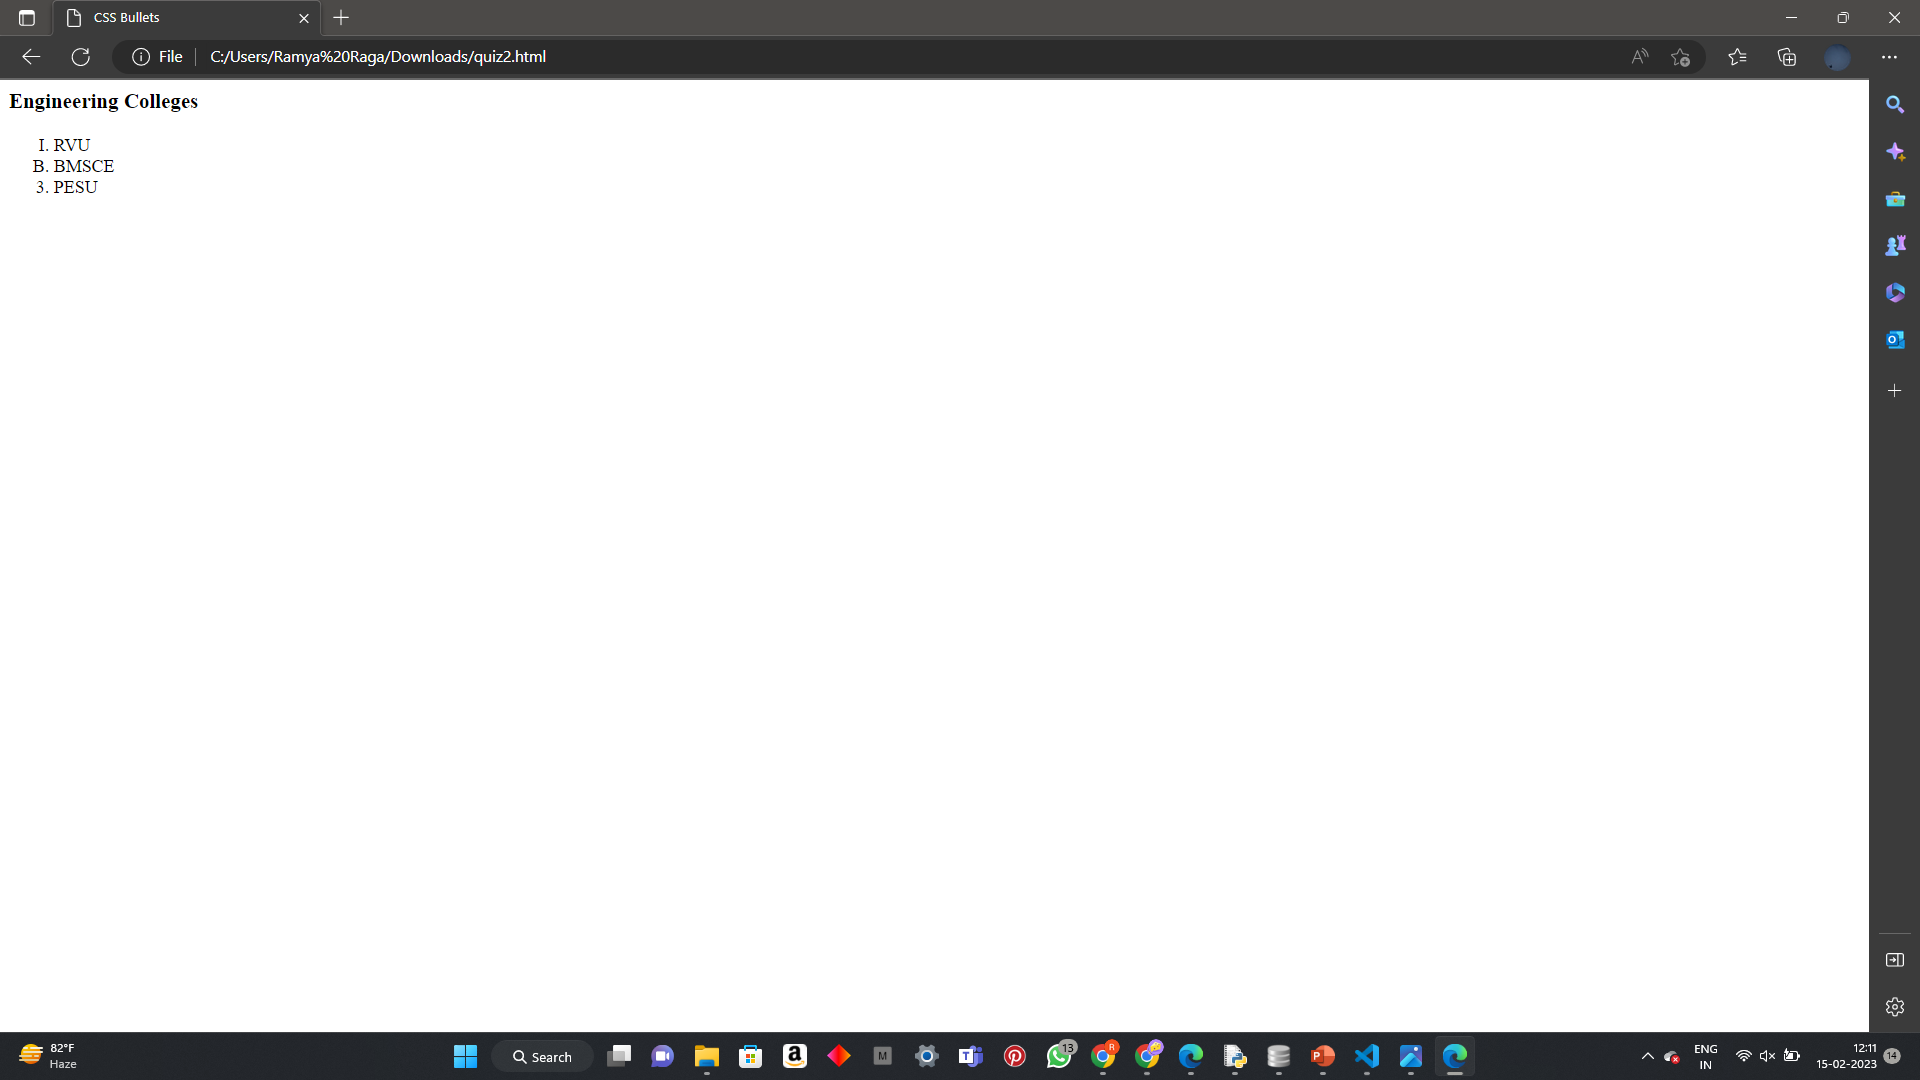 CSS Bullets
File C:/Users/Ramya%20Raga/Downloads/quiz2.html
Engineering Colleges
I. RVU
B. BMSCE
3. PESU
82°F
Haze
Search
13
R
ENG
IN
12:11
15-02-2023
14